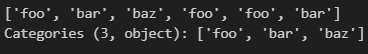 ['foo', 'bar', 'baz', 'foo', 'foo', 'bar']
Categories (3, object): ['foo', 'bar', 'baz']